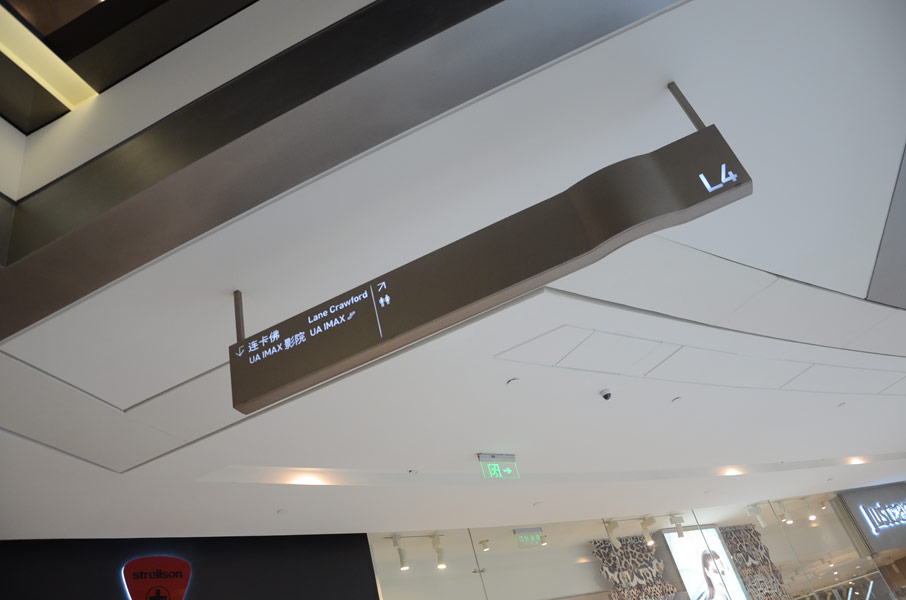 L4
连卡佛 Lane Crawford
UA IMAX 影院 UA IMAX
strellson